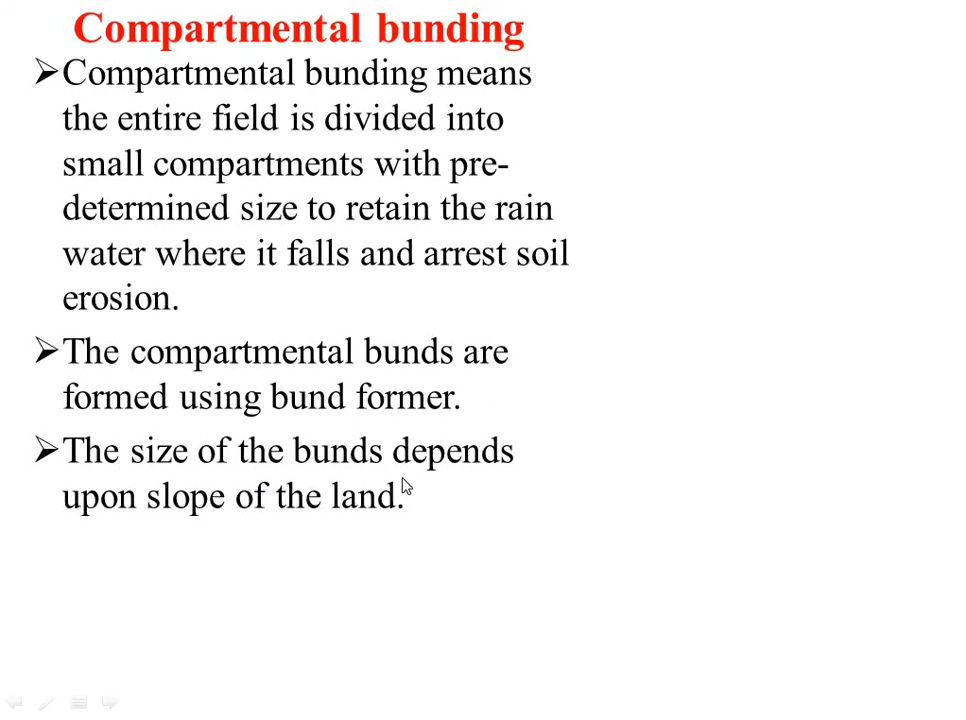 Compartmental bunding
➢Compartmental bunding means
the entire field is divided into
small compartments with pre-
determined size to retain the rain
water where it falls and arrest soil
erosion.
➢The compartmental bunds are
formed using bund former.
➢The size of the bunds depends
upon slope of the land.